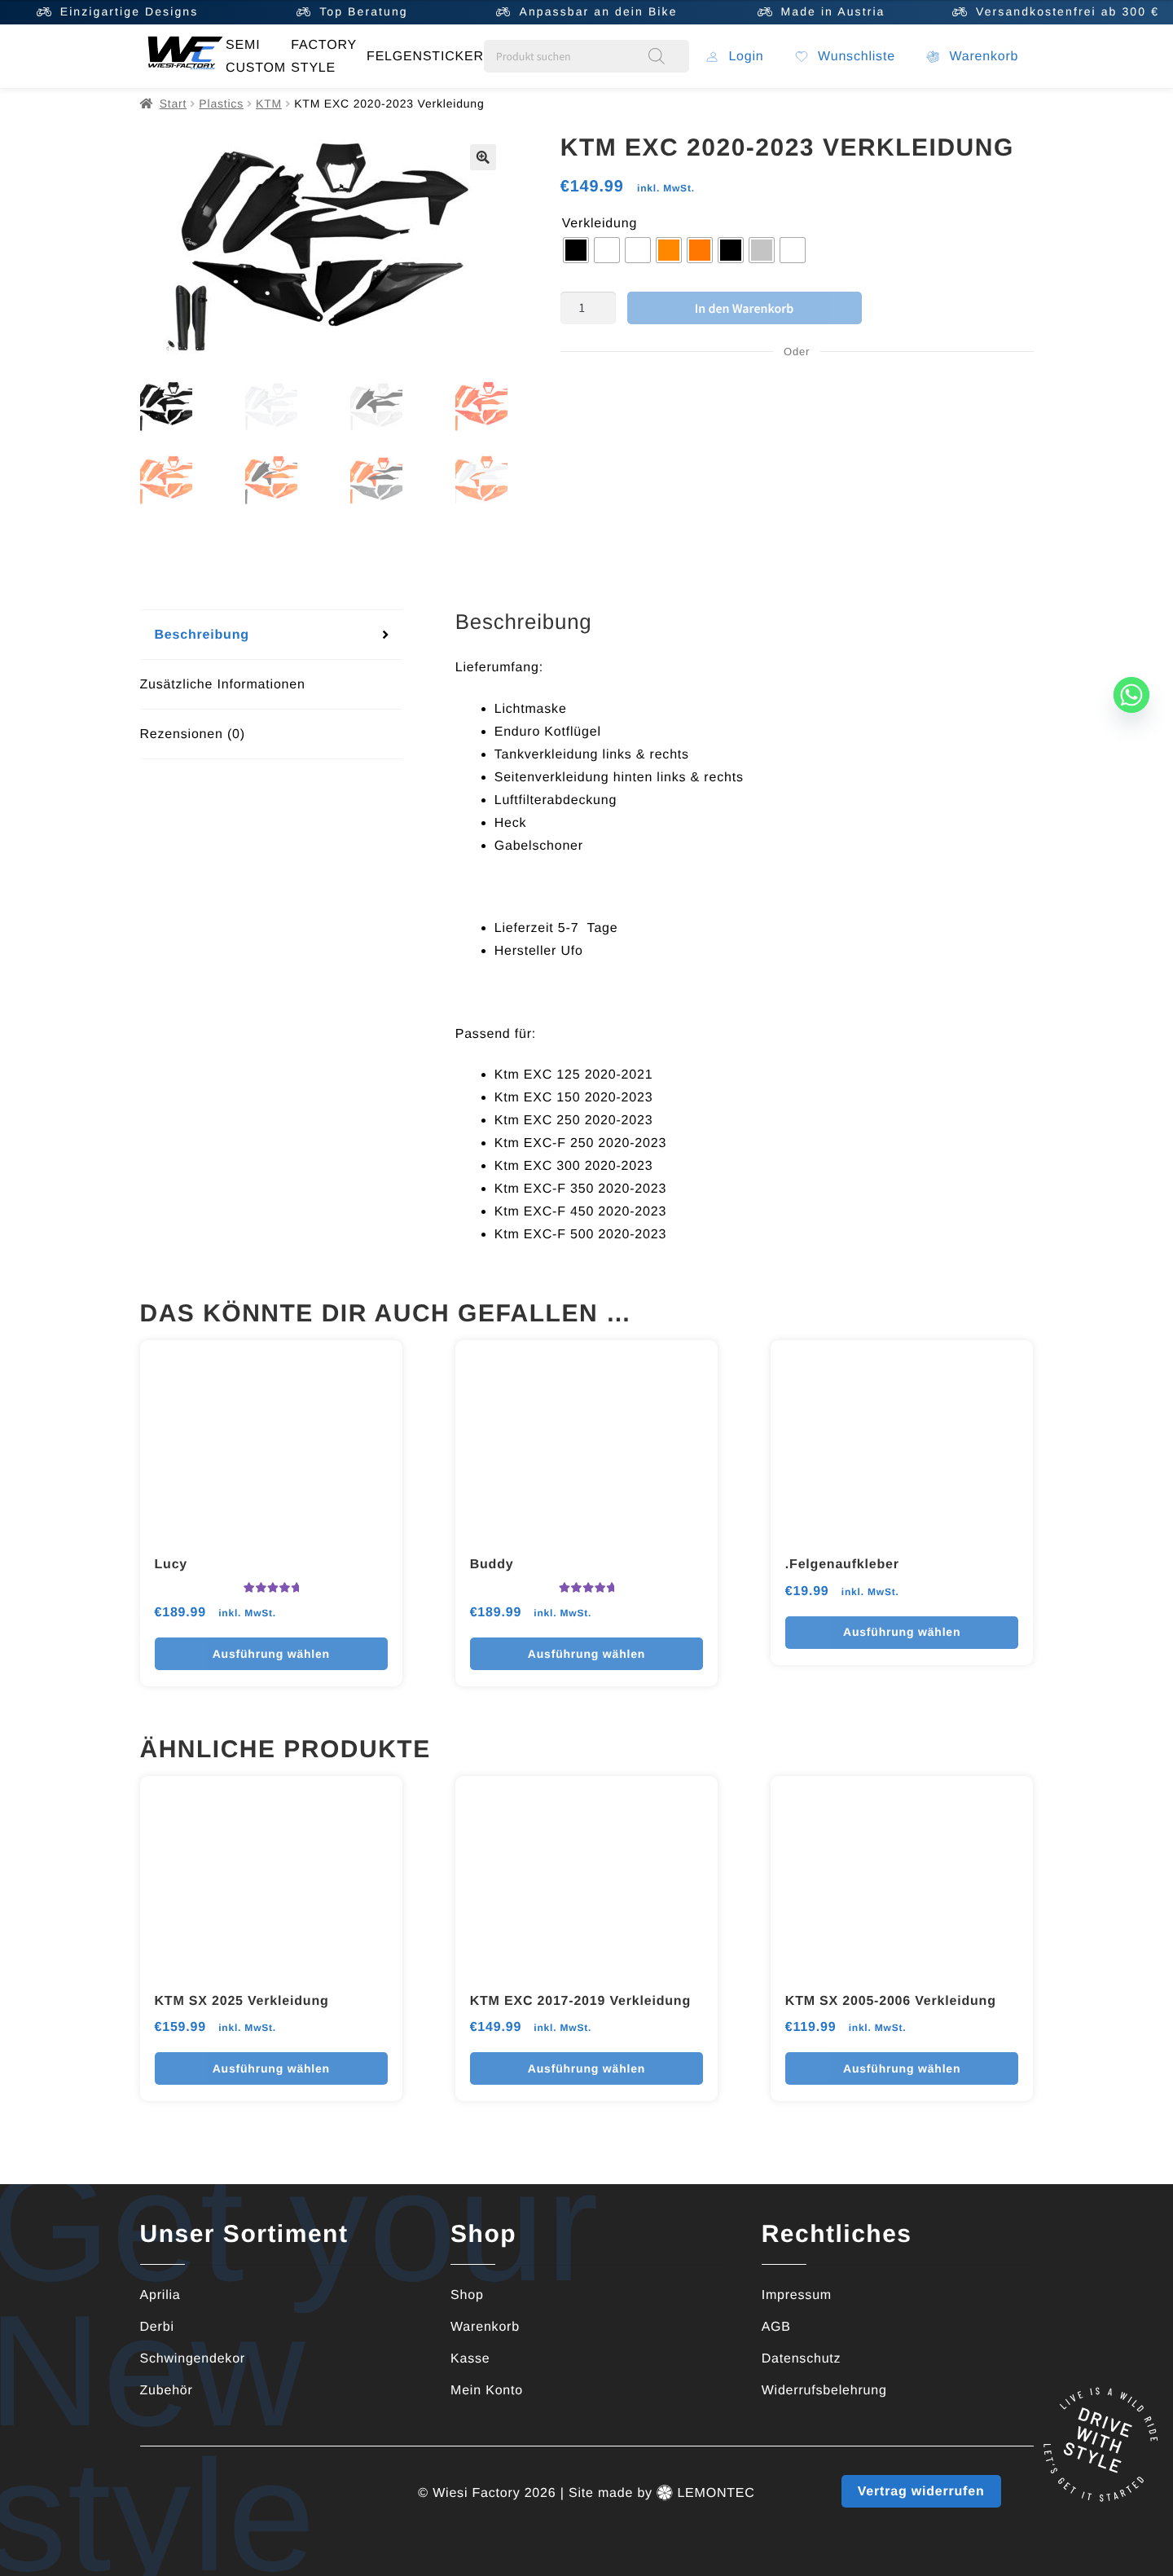 Einzigartige Designs
Top Beratung
Anpassbar an dein Bike
Made in Austria
Versandkostenfrei ab 300 €
WF
WIESI-FACTORY
SEMI CUSTOM
FACTORY STYLE
FELGENSTICKER
Produkt suchen
Login
Wunschliste
Warenkorb
Start > Plastics > KTM > KTM EXC 2020-2023 Verkleidung
KTM EXC 2020-2023 VERKLEIDUNG
€149.99 inkl. MwSt.
Verkleidung
1
In den Warenkorb
Oder
Beschreibung
Zusätzliche Informationen
Rezensionen (0)
Beschreibung
Lieferumfang:
• Lichtmaske
• Enduro Kotflügel
• Tankverkleidung links & rechts
• Seitenverkleidung hinten links & rechts
• Luftfilterabdeckung
• Heck
• Gabelschoner
• Lieferzeit 5-7 Tage
• Hersteller Ufo
Passend für:
• Ktm EXC 125 2020-2021
• Ktm EXC 150 2020-2023
• Ktm EXC 250 2020-2023
• Ktm EXC-F 250 2020-2023
• Ktm EXC 300 2020-2023
• Ktm EXC-F 350 2020-2023
• Ktm EXC-F 450 2020-2023
• Ktm EXC-F 500 2020-2023
DAS KÖNNTE DIR AUCH GEFALLEN …
Lucy
€189.99 inkl. MwSt.
Ausführung wählen
Buddy
€189.99 inkl. MwSt.
Ausführung wählen
.Felgenaufkleber
€19.99 inkl. MwSt.
Ausführung wählen
ÄHNLICHE PRODUKTE
KTM SX 2025 Verkleidung
€159.99 inkl. MwSt.
Ausführung wählen
KTM EXC 2017-2019 Verkleidung
€149.99 inkl. MwSt.
Ausführung wählen
KTM SX 2005-2006 Verkleidung
€119.99 inkl. MwSt.
Ausführung wählen
Get your
New
style
Unser Sortiment
Aprilia
Derbi
Schwingendekor
Zubehör
Shop
Shop
Warenkorb
Kasse
Mein Konto
Rechtliches
Impressum
AGB
Datenschutz
Widerrufsbelehrung
LIVE IS A WILD RIDE
DRIVE
WITH
STYLE
LET'S GET IT STARTED
© Wiesi Factory 2026 | Site made by LEMONTEC
Vertrag widerrufen